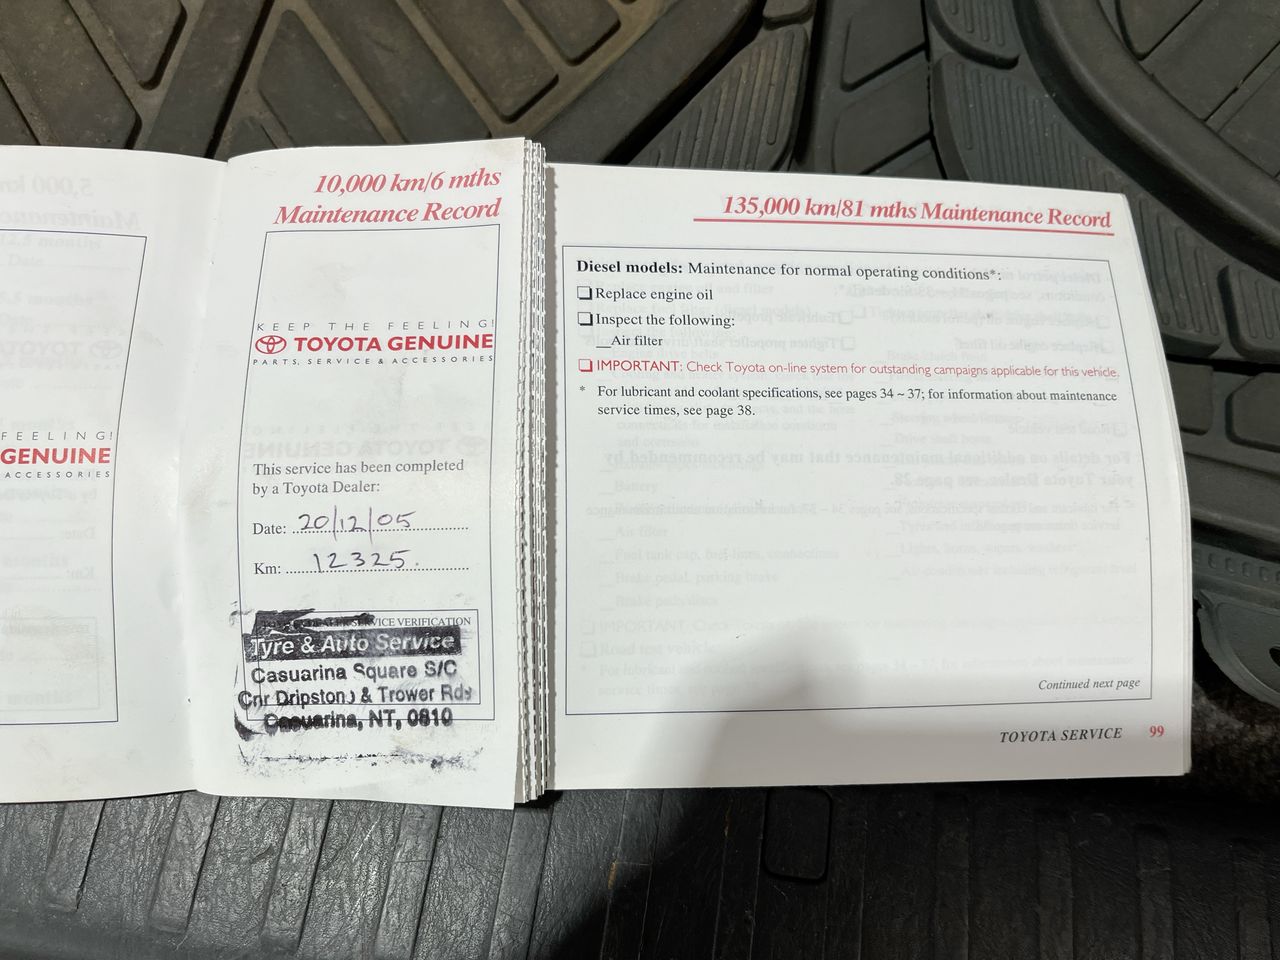 10,000 km/6 mths
Maintenance Record
KEEP THE FEELING!
TOYOTA GENUINE
PARTS, SERVICE & ACCESSORIES
This service has been completed
by a Toyota Dealer:
Date: 20/12/05
Km: 12325.
SERVICE VERIFICATION
Tyre & Auto Service
Casuarina Square S/C
Cnr Dripston & Trower Rds
Casuarina, NT, 0810
FEELING!
GENUINE
ACCESSORIES
135,000 km/81 mths Maintenance Record
Diesel models: Maintenance for normal operating conditions*:
❏ Replace engine oil
❏ Inspect the following:
__Air filter
❏ IMPORTANT: Check Toyota on-line system for outstanding campaigns applicable for this vehicle.
* For lubricant and coolant specifications, see pages 34 ~ 37; for information about maintenance
service times, see page 38.
Continued next page
TOYOTA SERVICE 99